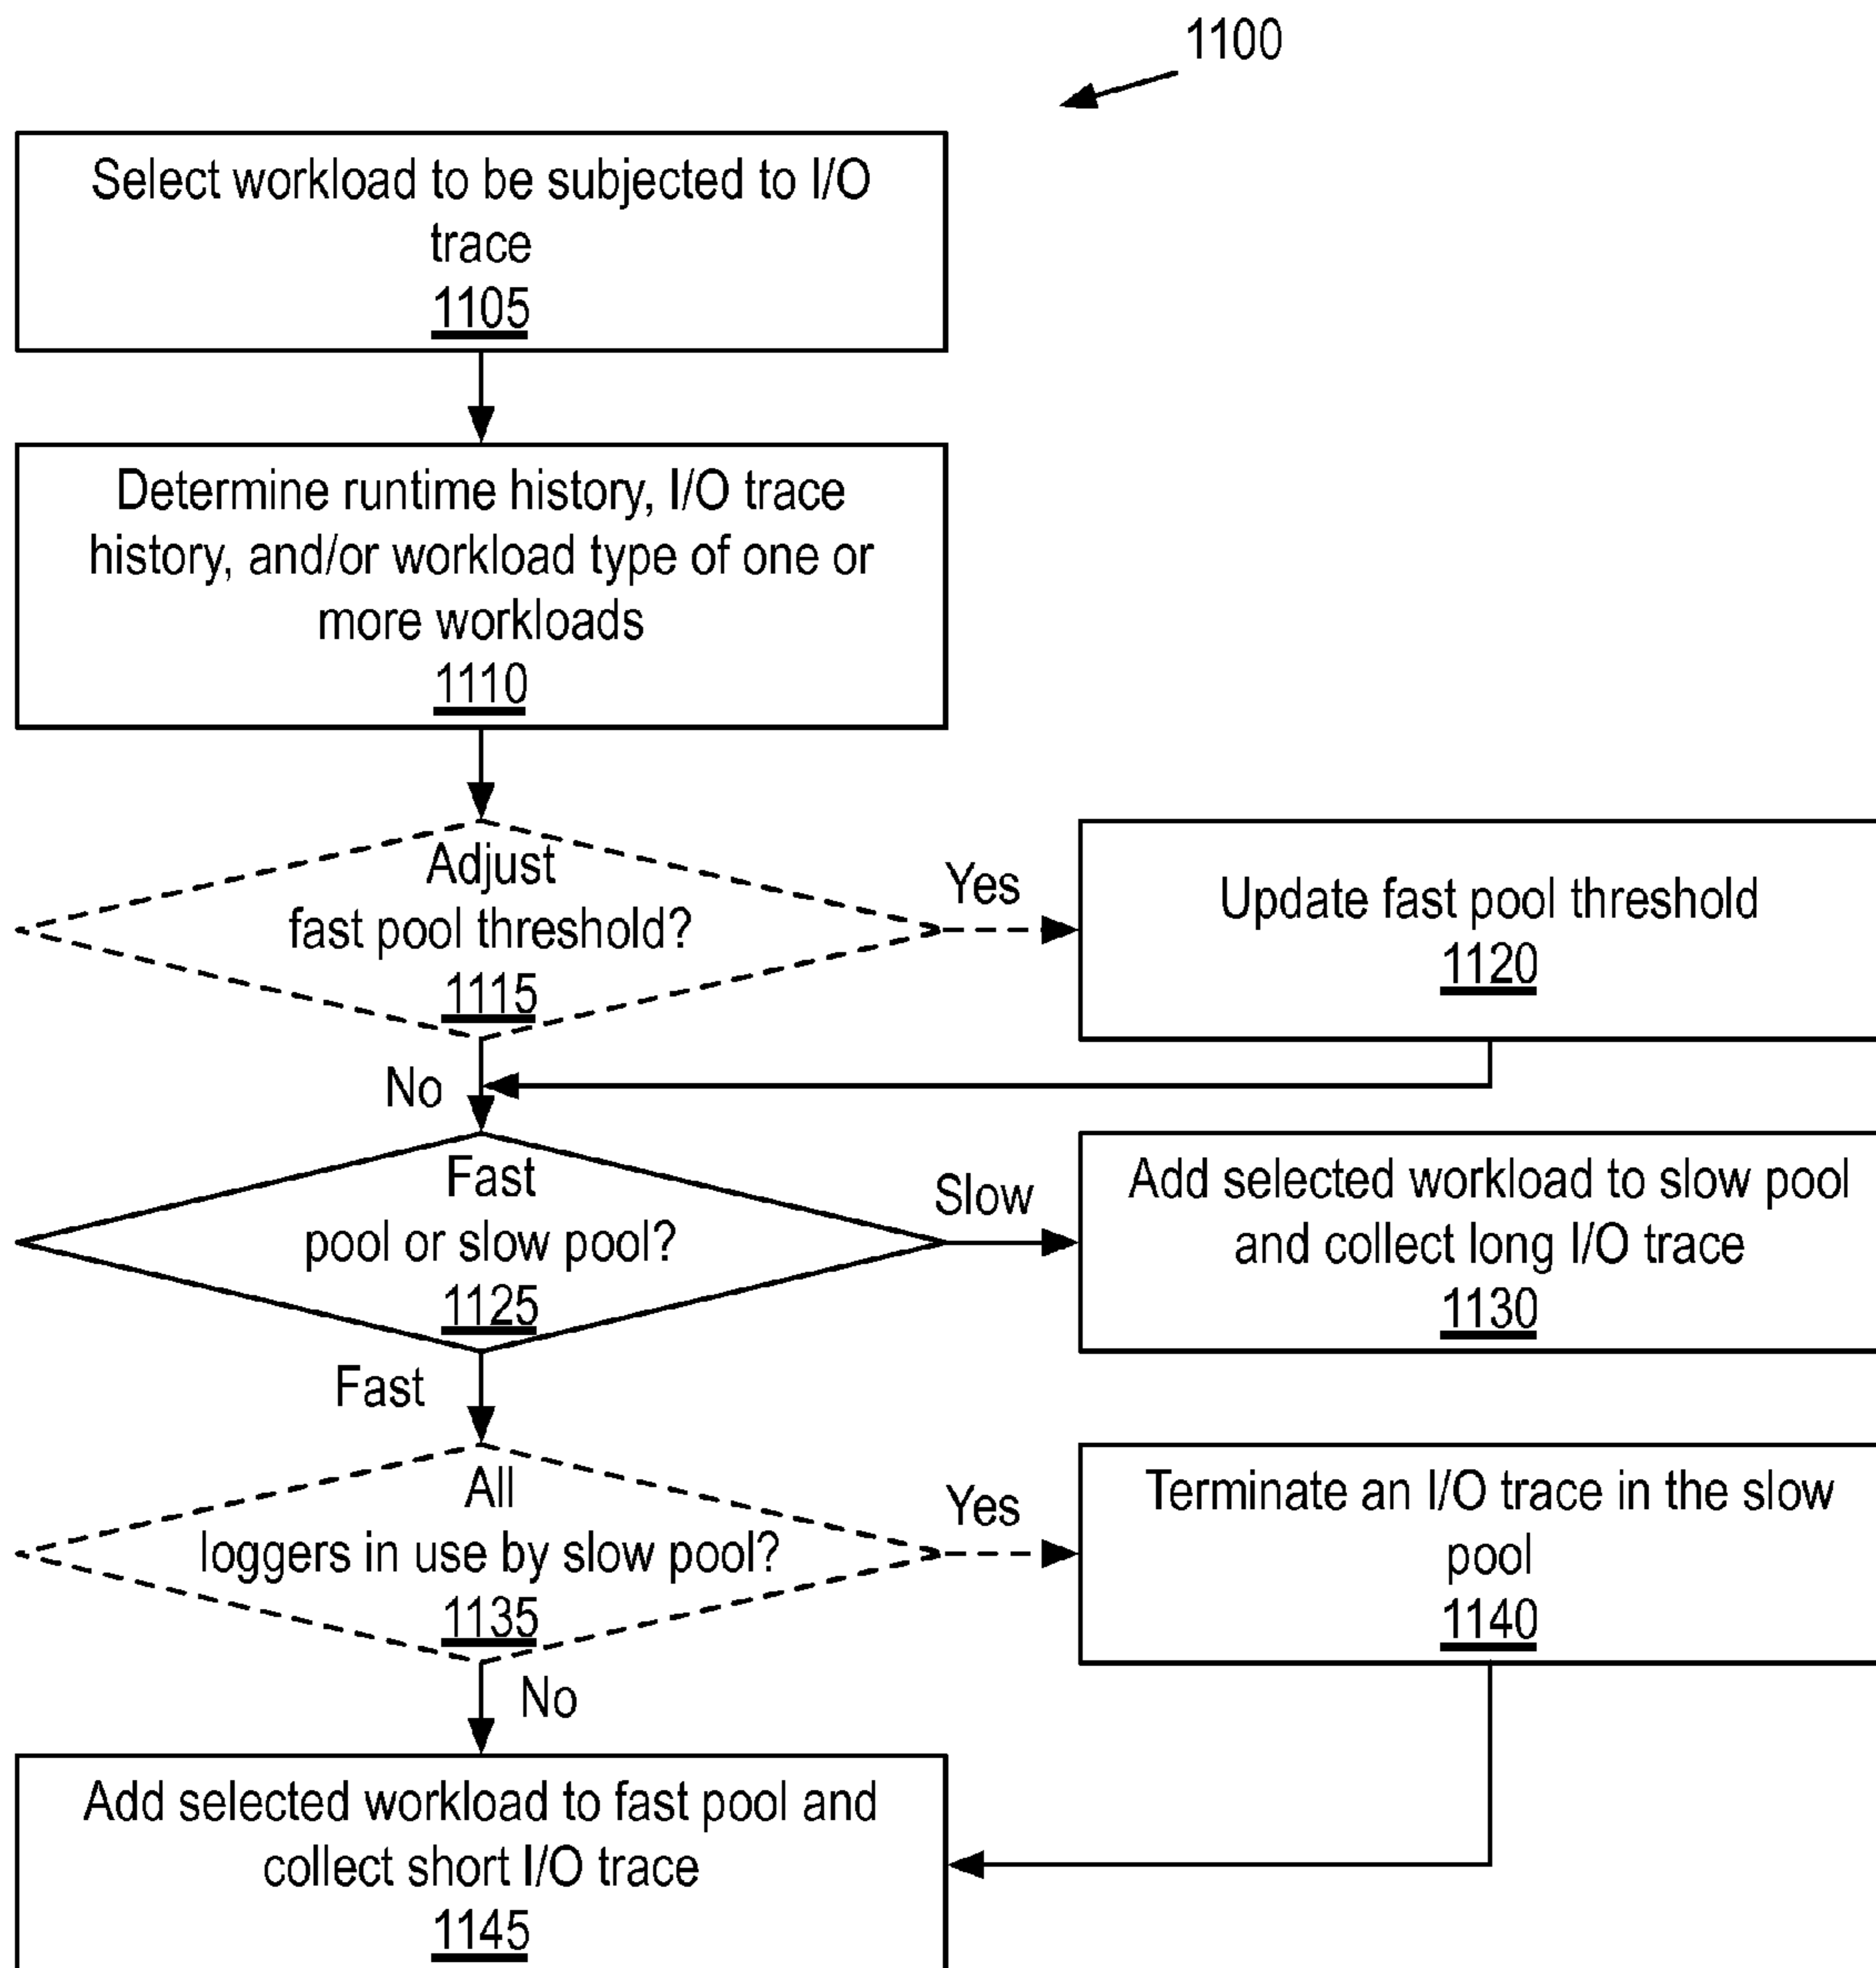 1100
Select workload to be subjected to I/O
trace
1105
Determine runtime history, I/O trace
history, and/or workload type of one or
more workloads
1110
Adjust
fast pool threshold?
1115
Yes
Update fast pool threshold
1120
No
Fast
pool or slow pool?
1125
Slow
Add selected workload to slow pool
and collect long I/O trace
1130
Fast
All
loggers in use by slow pool?
1135
Yes
Terminate an I/O trace in the slow
pool
1140
No
Add selected workload to fast pool and
collect short I/O trace
1145